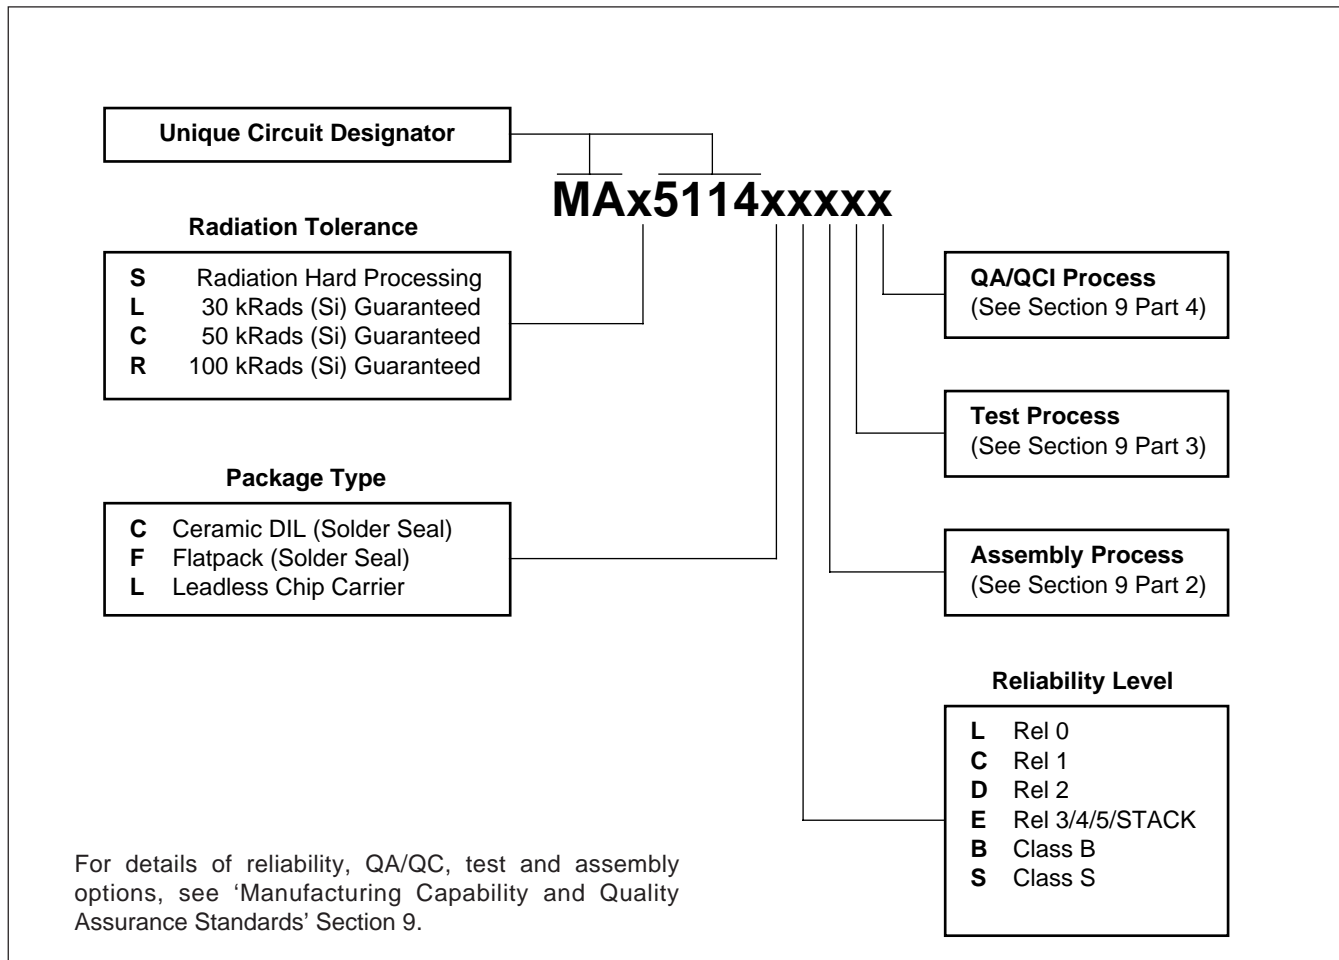 Unique Circuit Designator
MAx5114xxxxx
Radiation Tolerance
S Radiation Hard Processing
L 30 kRads (Si) Guaranteed
C 50 kRads (Si) Guaranteed
R 100 kRads (Si) Guaranteed
Package Type
C Ceramic DIL (Solder Seal)
F Flatpack (Solder Seal)
L Leadless Chip Carrier
QA/QCI Process
(See Section 9 Part 4)
Test Process
(See Section 9 Part 3)
Assembly Process
(See Section 9 Part 2)
Reliability Level
L Rel 0
C Rel 1
D Rel 2
E Rel 3/4/5/STACK
B Class B
S Class S
For details of reliability, QA/QC, test and assembly
options, see ‘Manufacturing Capability and Quality
Assurance Standards’ Section 9.